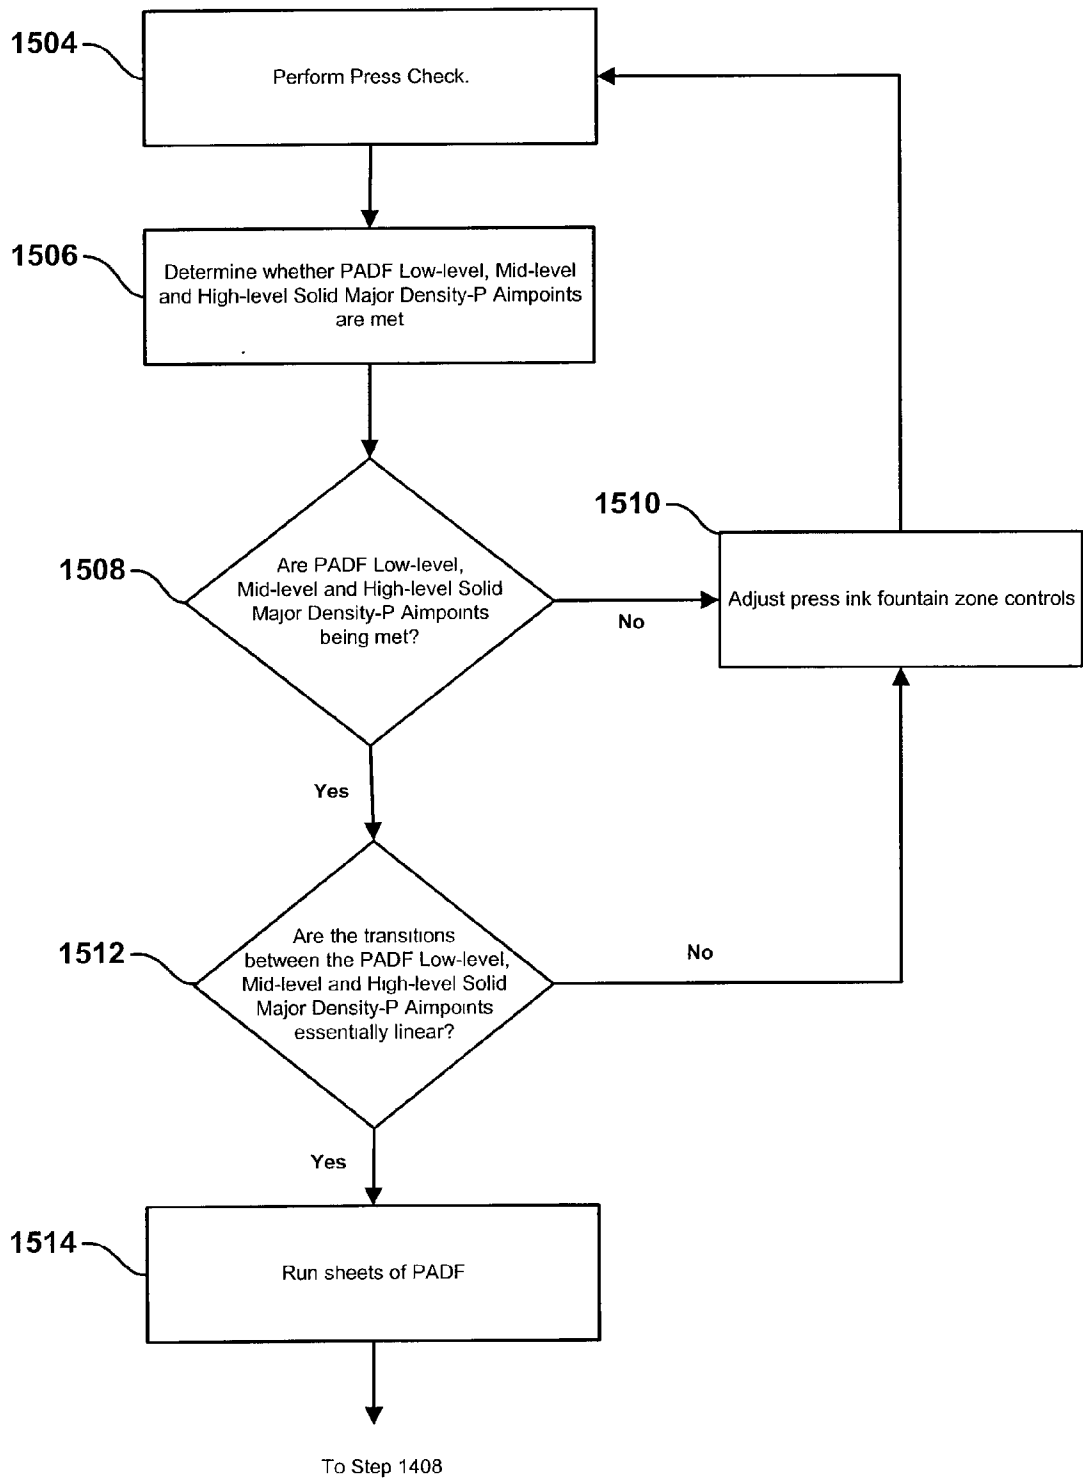 1504
Perform Press Check.
1506
Determine whether PADF Low-level, Mid-level
and High-level Solid Major Density-P Aimpoints
are met
1508
Are PADF Low-level,
Mid-level and High-level Solid
Major Density-P Aimpoints
being met?
No
1510
Adjust press ink fountain zone controls
Yes
1512
Are the transitions
between the PADF Low-level,
Mid-level and High-level Solid
Major Density-P Aimpoints
essentially linear?
No
Yes
1514
Run sheets of PADF
To Step 1408